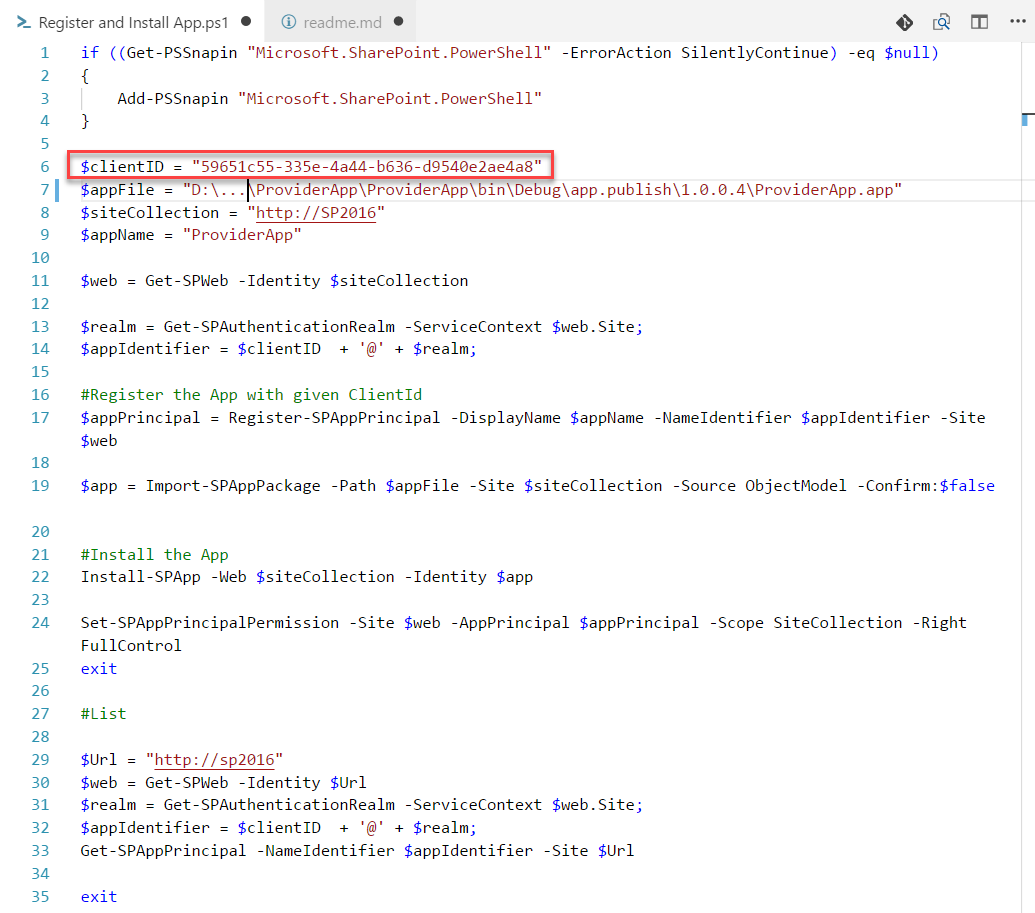 Register and Install App.ps1 readme.md
1 if ((Get-PSSnapin "Microsoft.SharePoint.PowerShell" -ErrorAction SilentlyContinue) -eq $null)
2 {
3     Add-PSSnapin "Microsoft.SharePoint.PowerShell"
4 }
5
6 $clientID = "59651c55-335e-4a44-b636-d9540e2ae4a8"
7 $appFile = "D:\...\ProviderApp\ProviderApp\bin\Debug\app.publish\1.0.0.4\ProviderApp.app"
8 $siteCollection = "http://SP2016"
9 $appName = "ProviderApp"
10
11 $web = Get-SPWeb -Identity $siteCollection
12
13 $realm = Get-SPAuthenticationRealm -ServiceContext $web.Site;
14 $appIdentifier = $clientID  + '@' + $realm;
15
16 #Register the App with given ClientId
17 $appPrincipal = Register-SPAppPrincipal -DisplayName $appName -NameIdentifier $appIdentifier -Site
$web
18
19 $app = Import-SPAppPackage -Path $appFile -Site $siteCollection -Source ObjectModel -Confirm:$false
20
21 #Install the App
22 Install-SPApp -Web $siteCollection -Identity $app
23
24 Set-SPAppPrincipalPermission -Site $web -AppPrincipal $appPrincipal -Scope SiteCollection -Right
FullControl
25 exit
26
27 #List
28
29 $Url = "http://sp2016"
30 $web = Get-SPWeb -Identity $Url
31 $realm = Get-SPAuthenticationRealm -ServiceContext $web.Site;
32 $appIdentifier = $clientID  + '@' + $realm;
33 Get-SPAppPrincipal -NameIdentifier $appIdentifier -Site $Url
34
35 exit